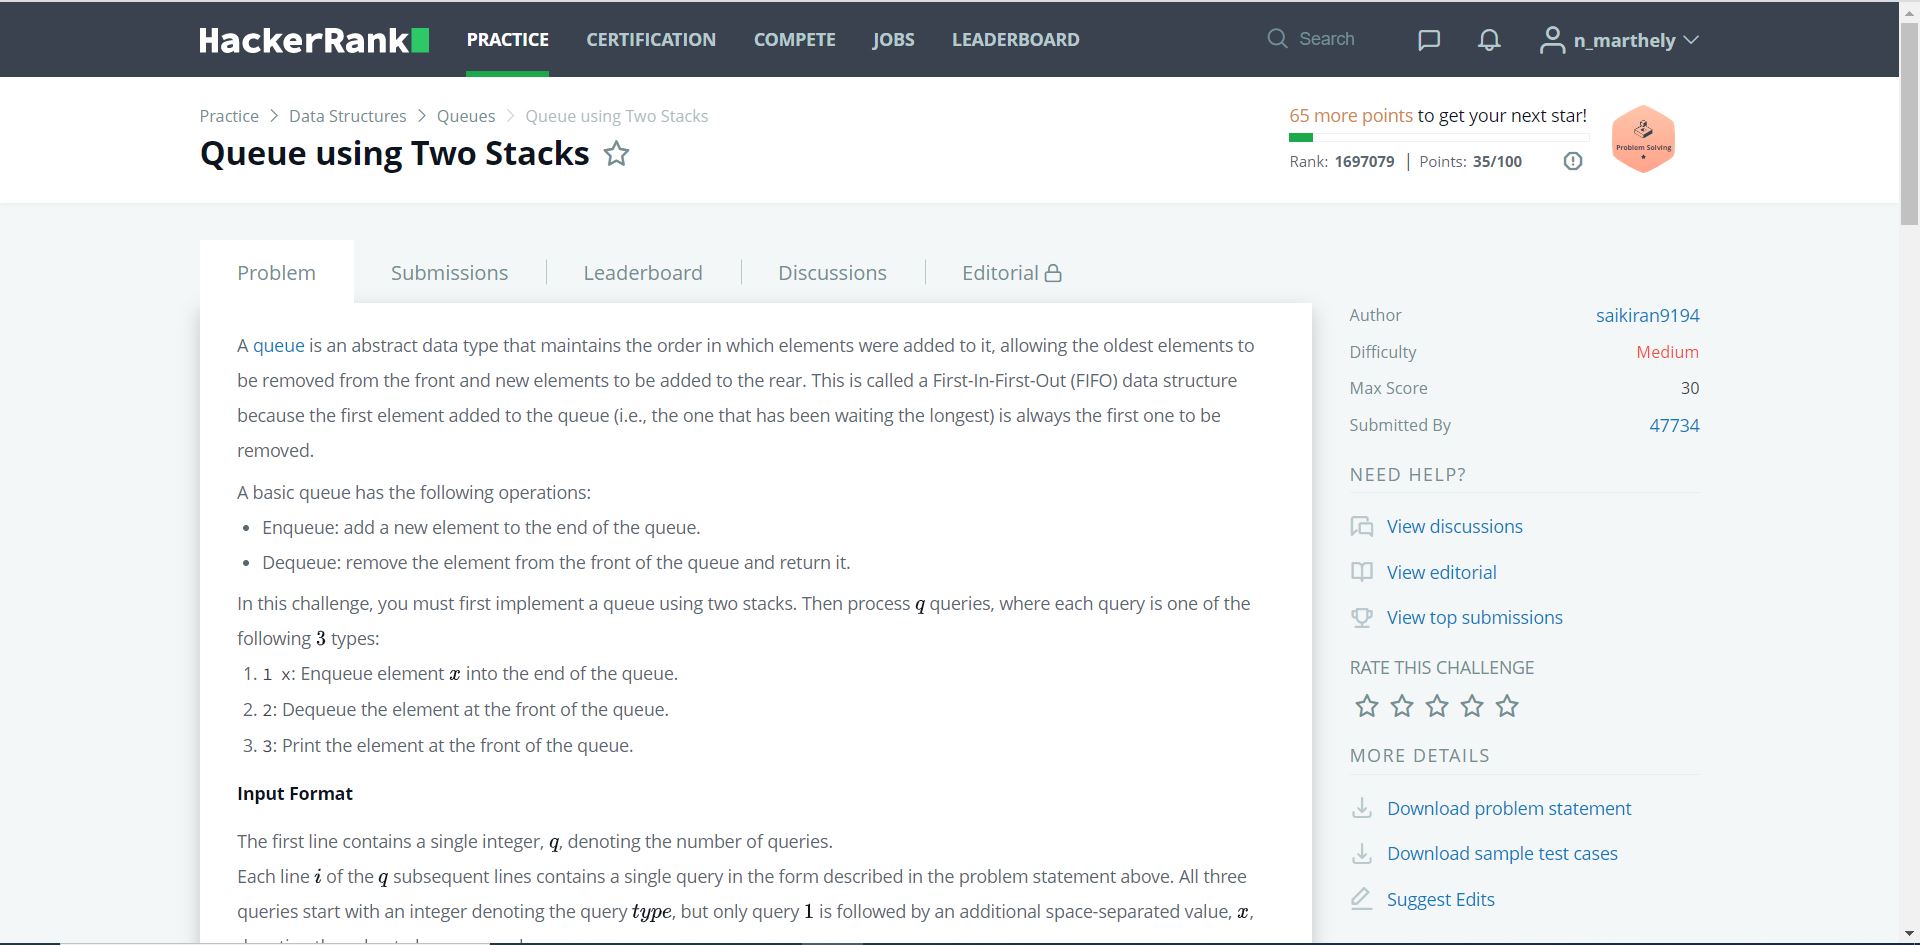 HackerRank
PRACTICE
CERTIFICATION
COMPETE
JOBS
LEADERBOARD
Search
n_marthely
Practice > Data Structures > Queues > Queue using Two Stacks
Queue using Two Stacks
65 more points to get your next star!
Rank: 1697079 | Points: 35/100
Problem Solving
Problem
Submissions
Leaderboard
Discussions
Editorial
A queue is an abstract data type that maintains the order in which elements were added to it, allowing the oldest elements to
be removed from the front and new elements to be added to the rear. This is called a First-In-First-Out (FIFO) data structure
because the first element added to the queue (i.e., the one that has been waiting the longest) is always the first one to be
removed.
A basic queue has the following operations:
• Enqueue: add a new element to the end of the queue.
• Dequeue: remove the element from the front of the queue and return it.
In this challenge, you must first implement a queue using two stacks. Then process q queries, where each query is one of the
following 3 types:
1. 1 x: Enqueue element x into the end of the queue.
2. 2: Dequeue the element at the front of the queue.
3. 3: Print the element at the front of the queue.
Input Format
The first line contains a single integer, q, denoting the number of queries.
Each line i of the q subsequent lines contains a single query in the form described in the problem statement above. All three
queries start with an integer denoting the query type, but only query 1 is followed by an additional space-separated value, x,
Author saikiran9194
Difficulty Medium
Max Score 30
Submitted By 47734
NEED HELP?
View discussions
View editorial
View top submissions
RATE THIS CHALLENGE
MORE DETAILS
Download problem statement
Download sample test cases
Suggest Edits